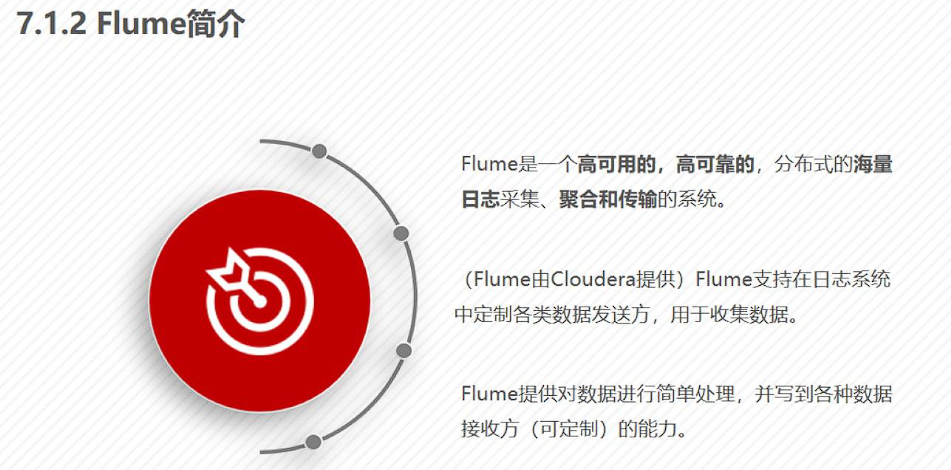 7.1.2 Flume简介
Flume是一个高可用的，高可靠的，分布式的海量
日志采集、聚合和传输的系统。
（Flume由Cloudera提供）Flume支持在日志系统
中定制各类数据发送方，用于收集数据。
Flume提供对数据进行简单处理，并写到各种数据
接收方（可定制）的能力。